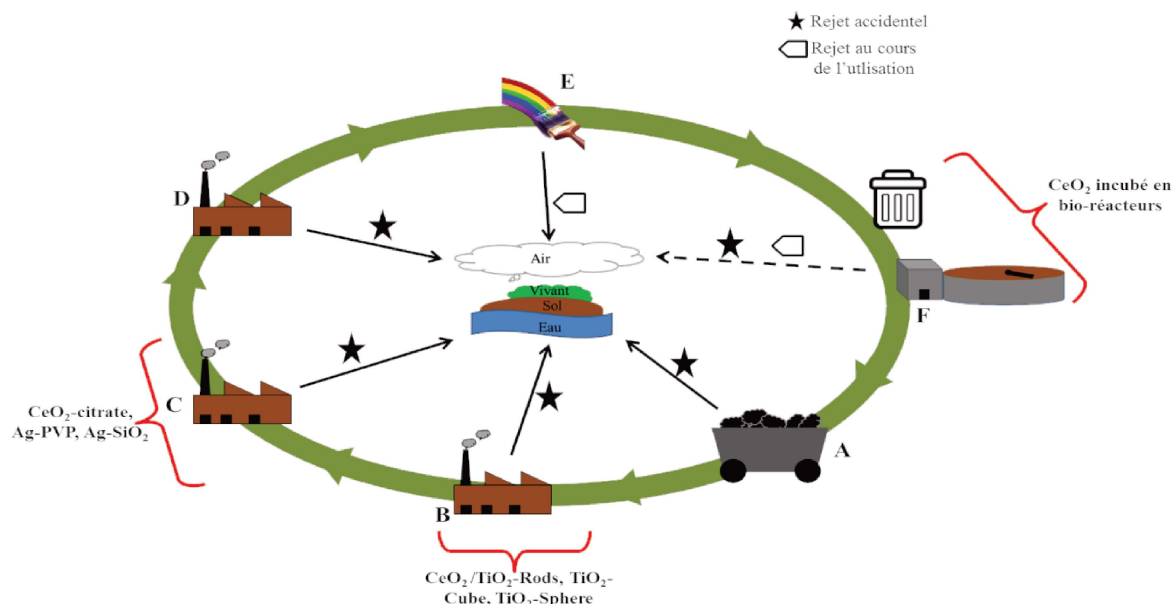 Rejet accidentel
Rejet au cours
de l'utlisation
E
D
CeO2 incubé en
bio-réacteurs
Air
Vivant
Sol
Eau
F
C
CeO2-citrate,
Ag-PVP, Ag-SiO2
A
B
CeO2/TiO2-Rods, TiO2-
Cube, TiO2-Sphere